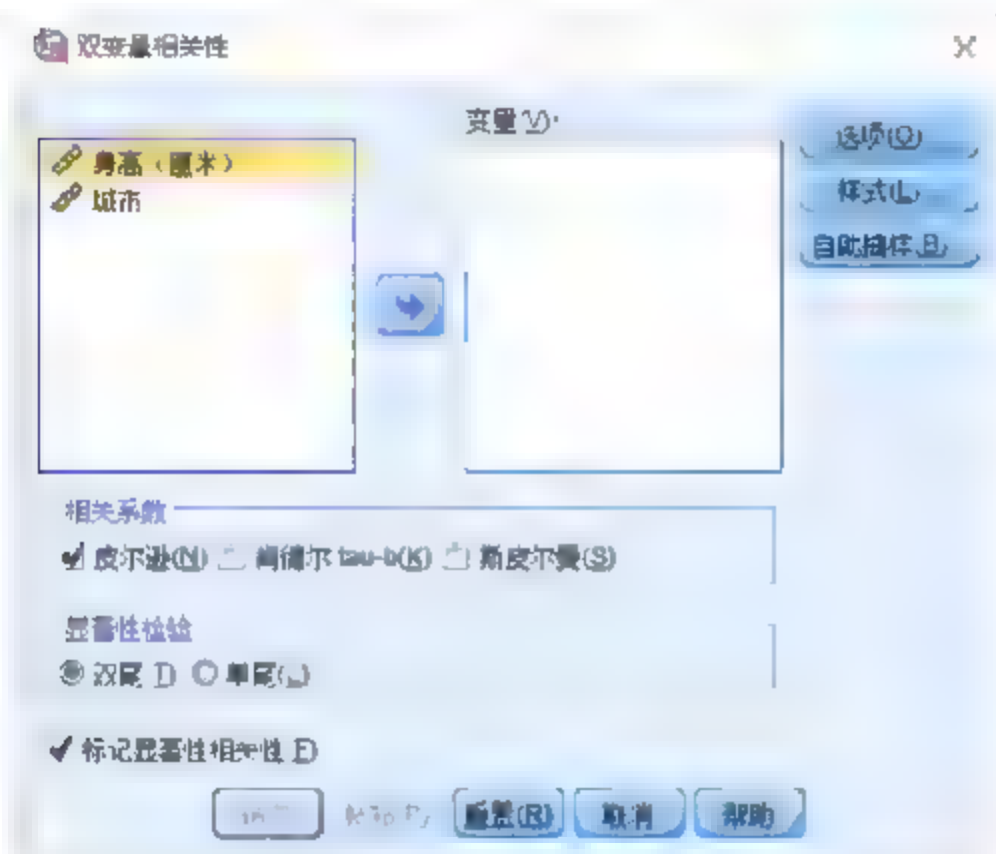 双变量相关性
变量(V):
身高（厘米）
城市
选项(O)
样式(L)
自助抽样(B)
相关系数
皮尔逊(N) 肯德尔 tau-b(K) 斯皮尔曼(S)
显著性检验
双尾(T) 单尾(L)
标记显著性相关性(F)
重置(R) 取消 帮助